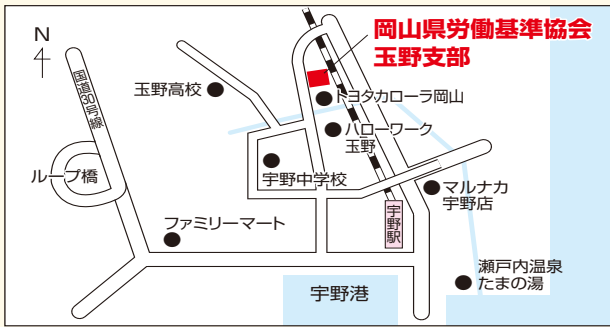 岡山県労働基準協会
玉野支部
N
国道30号線
玉野高校
トヨタカローラ岡山
ハローワーク
玉野
ループ橋
宇野中学校
マルナカ
宇野店
ファミリーマート
宇野駅
瀬戸内温泉
たまの湯
宇野港